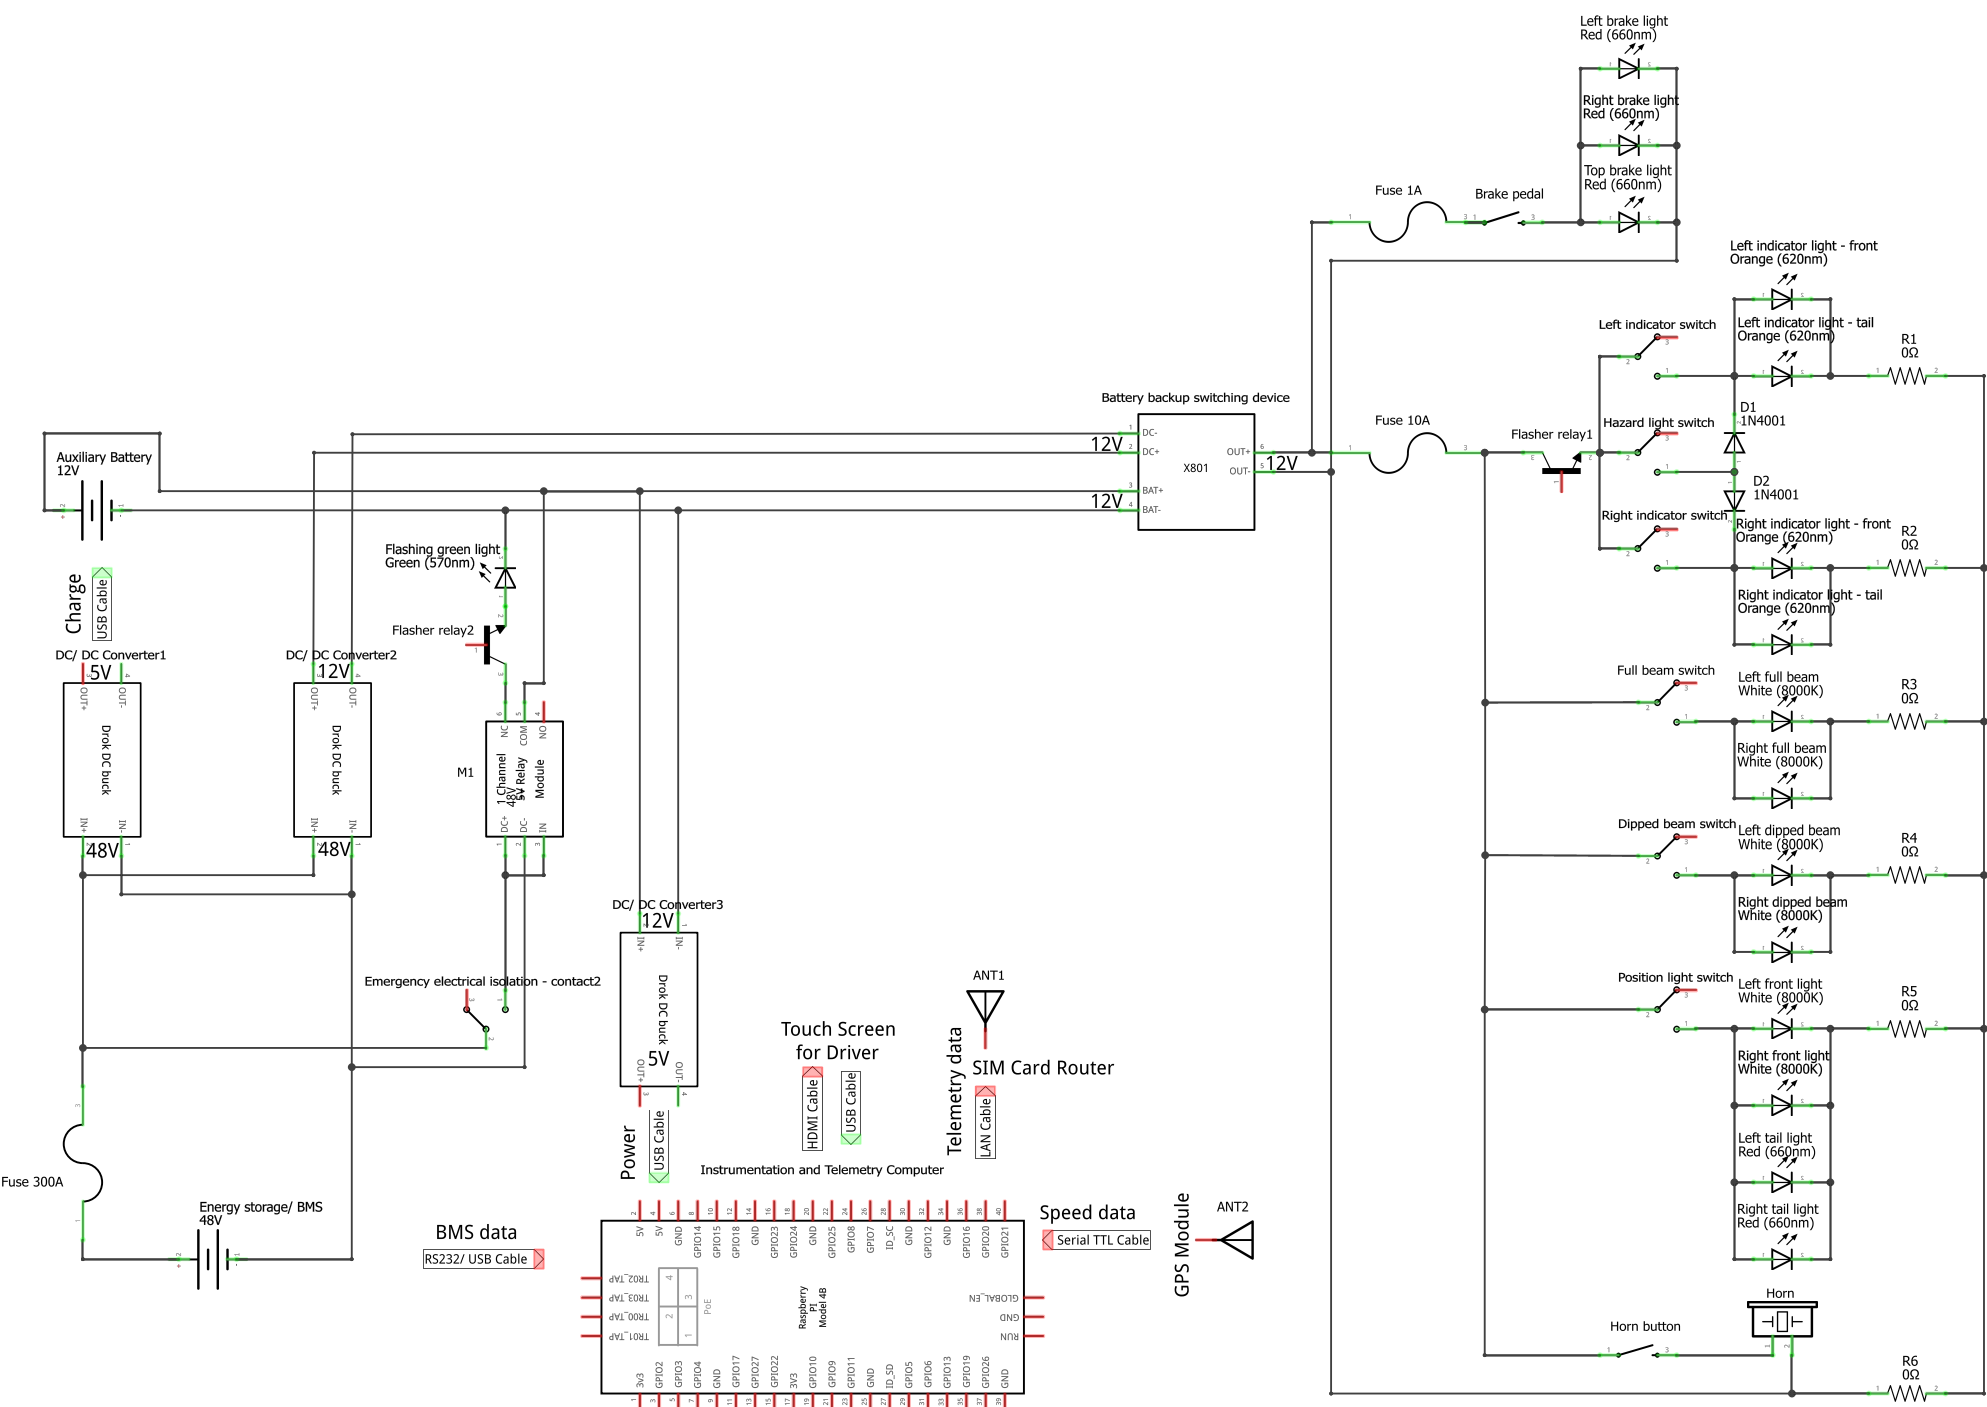 Left brake light
Red (660nm)
Right brake light
Red (660nm)
Top brake light
Red (660nm)
Fuse 1A
Brake pedal
Left indicator light - front
Orange (620nm)
Left indicator switch
Left indicator light - tail
Orange (620nm)
R1
0Ω
Battery backup switching device
12V
DC-
DC+
X801
OUT+
OUT-
12V
BAT+
BAT-
12V
Fuse 10A
Flasher relay1
Hazard light switch
D1
1N4001
D2
1N4001
Right indicator switch
Right indicator light - front
Orange (620nm)
R2
0Ω
Right indicator light - tail
Orange (620nm)
Auxiliary Battery
12V
Charge
USB Cable
Flashing green light
Green (570nm)
Flasher relay2
DC/ DC Converter1
5V
OUT+
OUT-
Drok DC buck
IN+
IN-
48V
DC/ DC Converter2
12V
OUT+
OUT-
Drok DC buck
IN+
IN-
48V
M1
NC
COM
NO
1 Channel
5V Relay
Module
48V
DC+
DC-
IN
Full beam switch
Left full beam
White (8000K)
R3
0Ω
Right full beam
White (8000K)
Dipped beam switch
Left dipped beam
White (8000K)
R4
0Ω
Right dipped beam
White (8000K)
DC/ DC Converter3
12V
IN+
IN-
Drok DC buck
5V
OUT+
OUT-
Emergency electrical isolation - contact2
Position light switch
Left front light
White (8000K)
R5
0Ω
Right front light
White (8000K)
Left tail light
Red (660nm)
Right tail light
Red (660nm)
Touch Screen
for Driver
HDMI Cable
USB Cable
ANT1
Telemetry data
SIM Card Router
LAN Cable
Power
USB Cable
Instrumentation and Telemetry Computer
Fuse 300A
Energy storage/ BMS
48V
BMS data
RS232/ USB Cable
Speed data
Serial TTL Cable
GPS Module
ANT2
5V
5V
GND
GPIO14
GPIO15
GPIO18
GND
GPIO23
GPIO24
GND
GPIO25
GPIO8
GPIO7
ID_SC
GND
GPIO12
GND
GPIO16
GPIO20
GPIO21
TR02_TAP
TR03_TAP
TR00_TAP
TR01_TAP
4
3
2
1
PoE
Raspberry
PI
Model 4B
GLOBAL_EN
GND
RUN
3V3
GPIO2
GPIO3
GPIO4
GND
GPIO17
GPIO27
GPIO22
3V3
GPIO10
GPIO9
GPIO11
GND
ID_SD
GPIO5
GPIO6
GPIO13
GPIO19
GPIO26
GND
Horn
Horn button
R6
0Ω